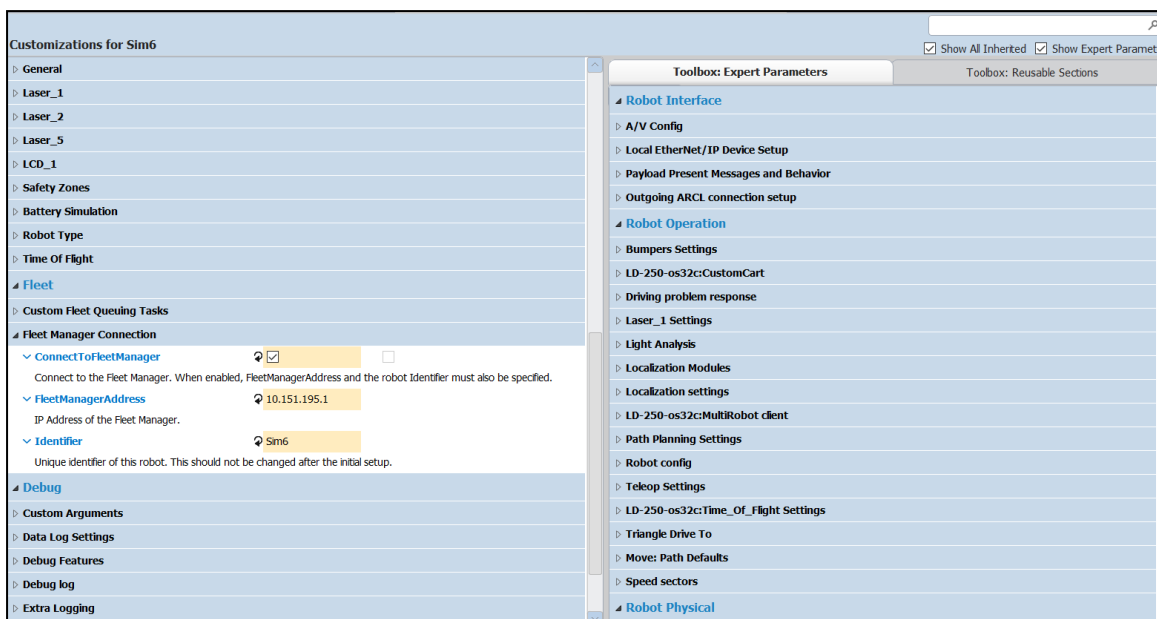 Customizations for Sim6
Show All Inherited
Show Expert Paramet
General
Laser_1
Laser_2
Laser_5
LCD_1
Safety Zones
Battery Simulation
Robot Type
Time Of Flight
Fleet
Custom Fleet Queuing Tasks
Fleet Manager Connection
ConnectToFleetManager
Connect to the Fleet Manager. When enabled, FleetManagerAddress and the robot Identifier must also be specified.
FleetManagerAddress 10.151.195.1
IP Address of the Fleet Manager.
Identifier Sim6
Unique identifier of this robot. This should not be changed after the initial setup.
Debug
Custom Arguments
Data Log Settings
Debug Features
Debug log
Extra Logging
Toolbox: Expert Parameters
Toolbox: Reusable Sections
Robot Interface
A/V Config
Local EtherNet/IP Device Setup
Payload Present Messages and Behavior
Outgoing ARCL connection setup
Robot Operation
Bumpers Settings
LD-250-os32c:CustomCart
Driving problem response
Laser_1 Settings
Light Analysis
Localization Modules
Localization settings
LD-250-os32c:MultiRobot client
Path Planning Settings
Robot config
Teleop Settings
LD-250-os32c:Time_Of_Flight Settings
Triangle Drive To
Move: Path Defaults
Speed sectors
Robot Physical